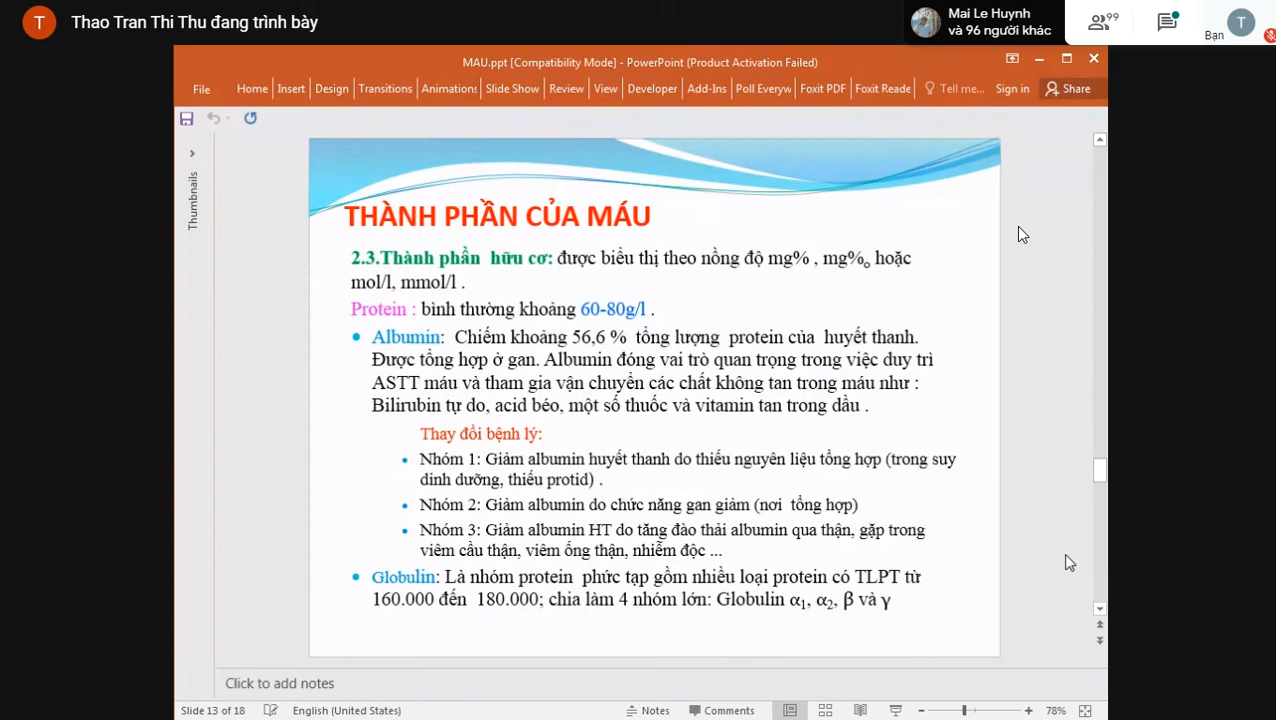 T Thao Tran Thi Thu đang trình bày
Mai Le Huynh
và 96 người khác
99
Bạn
T
MAU.ppt [Compatibility Mode] - PowerPoint (Product Activation Failed)
File Home Insert Design Transitions Animations Slide Show Review View Developer Add-Ins Poll Everyw Foxit PDF Foxit Reade Tell me... Sign in Share
Thumbnails
THÀNH PHẦN CỦA MÁU
2.3.Thành phần hữu cơ: được biểu thị theo nồng độ mg% , mg%o hoặc
mol/l, mmol/l .
Protein : bình thường khoảng 60-80g/l .
• Albumin: Chiếm khoảng 56,6 % tổng lượng protein của huyết thanh.
Được tổng hợp ở gan. Albumin đóng vai trò quan trọng trong việc duy trì
ASTT máu và tham gia vận chuyển các chất không tan trong máu như :
Bilirubin tự do, acid béo, một số thuốc và vitamin tan trong dầu .
Thay đổi bệnh lý:
• Nhóm 1: Giảm albumin huyết thanh do thiếu nguyên liệu tổng hợp (trong suy
dinh dưỡng, thiếu protid) .
• Nhóm 2: Giảm albumin do chức năng gan giảm (nơi tổng hợp)
• Nhóm 3: Giảm albumin HT do tăng đào thải albumin qua thận, gặp trong
viêm cầu thận, viêm ống thận, nhiễm độc ...
• Globulin: Là nhóm protein phức tạp gồm nhiều loại protein có TLPT từ
160.000 đến 180.000; chia làm 4 nhóm lớn: Globulin α1, α2, β và γ
Click to add notes
Slide 13 of 18 English (United States) Notes Comments 78%